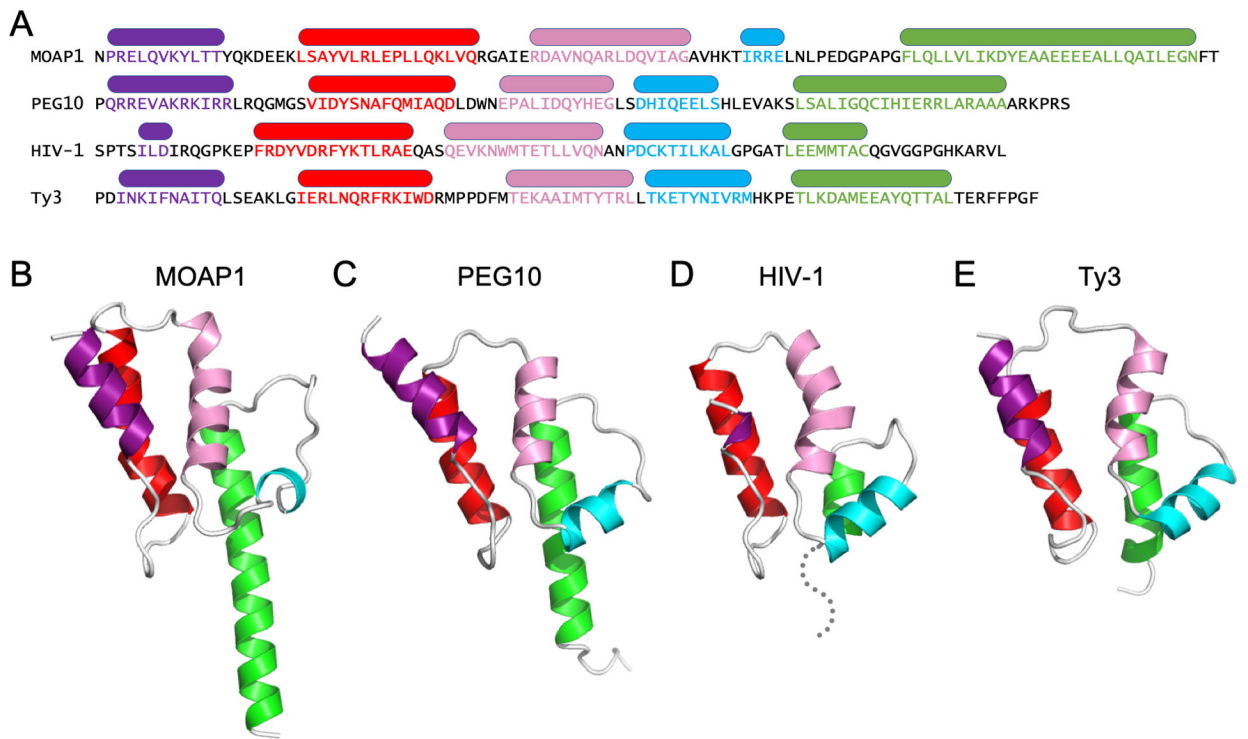 A
MOAP1 NPRELQVKYLTTYQKDEEKLSAYVLRLEPLLQKLVQRGAIERDAVNQARLDQVIAGAVHKTIRRELNLPEDGPAPGFLQLLVLIKDYEAAEEEEALLQAILEGNFT
PEG10 PQRREVAKRKIRRLRQGMGSVIDYSNAFQMIAQDLDWNEPALIDQYHEGLSDHIQEELSHLEVAKSLSALIGQCIHIERRLARAAAARKPRS
HIV-1 SPTSILDIRQGPKEPFRDYVDRFYKTLRAEQASQEVKNWMTETLLVQNANPDCKTILKALGPGATLEEMMTACQGVGGPGHKARVL
Ty3 PDINKIFNAITQLSEAKLGIERLNQRFRKIWDRMPPDFMTEKAAIMTYTRLLTKETYNIVRMHKPETLKDAMEEAYQTTALTERFFPGF
B MOAP1 C PEG10 D HIV-1 E Ty3